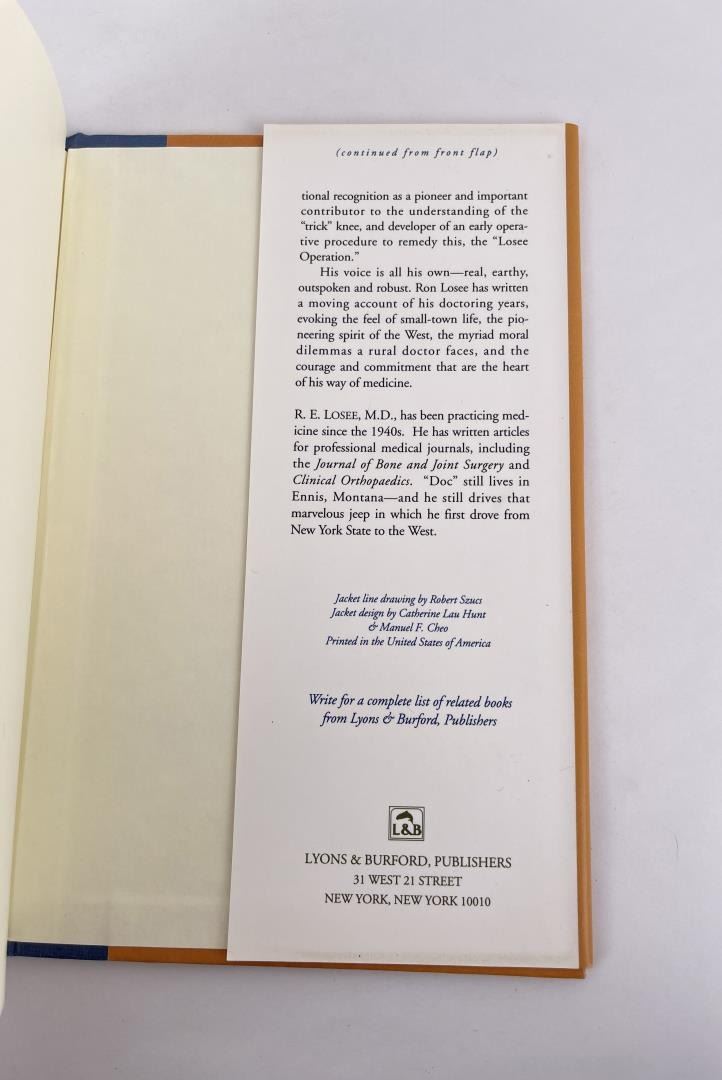 (continued from front flap)
tional recognition as a pioneer and important
contributor to the understanding of the
“trick” knee, and developer of an early opera-
tive procedure to remedy this, the “Losee
Operation.”
His voice is all his own—real, earthy,
outspoken and robust. Ron Losee has written
a moving account of his doctoring years,
evoking the feel of small-town life, the pio-
neering spirit of the West, the myriad moral
dilemmas a rural doctor faces, and the
courage and commitment that are the heart
of his way of medicine.
R. E. LOSEE, M.D., has been practicing med-
icine since the 1940s. He has written articles
for professional medical journals, including
the Journal of Bone and Joint Surgery and
Clinical Orthopaedics. “Doc” still lives in
Ennis, Montana—and he still drives that
marvelous jeep in which he first drove from
New York State to the West.
Jacket line drawing by Robert Szucs
Jacket design by Catherine Lau Hunt
& Manuel F. Cheo
Printed in the United States of America
Write for a complete list of related books
from Lyons & Burford, Publishers
L&B
LYONS & BURFORD, PUBLISHERS
31 WEST 21 STREET
NEW YORK, NEW YORK 10010